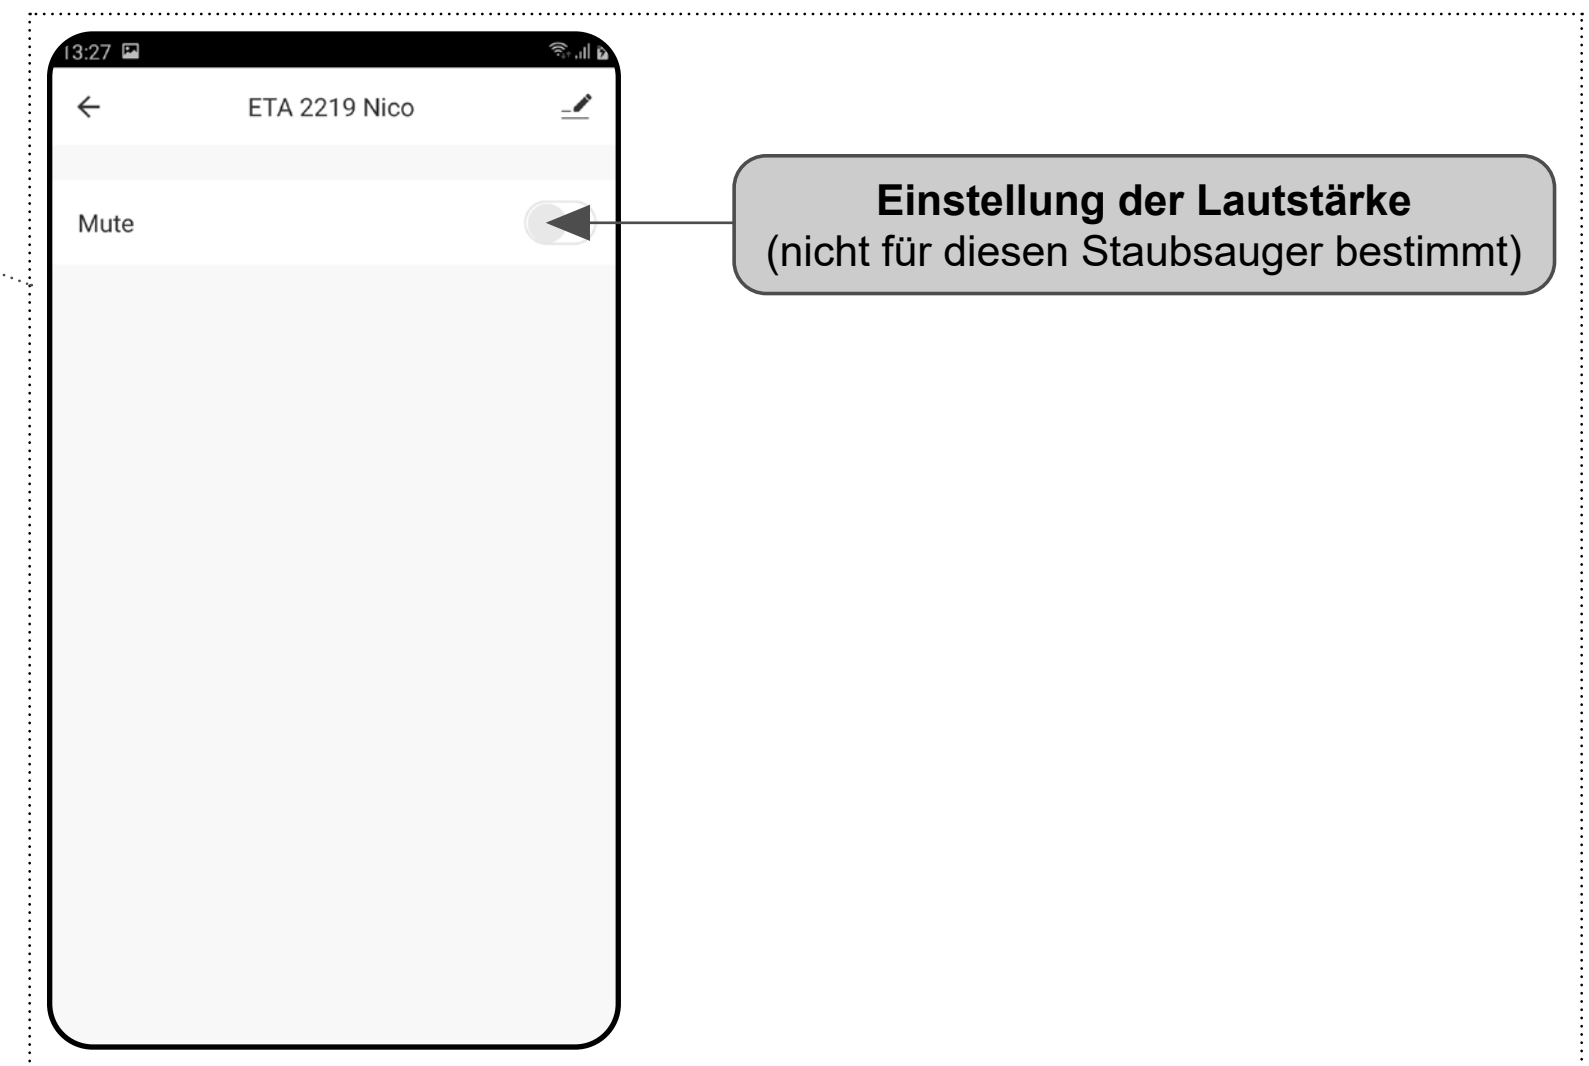 13:27
ETA 2219 Nico
Mute
Einstellung der Lautstärke
(nicht für diesen Staubsauger bestimmt)